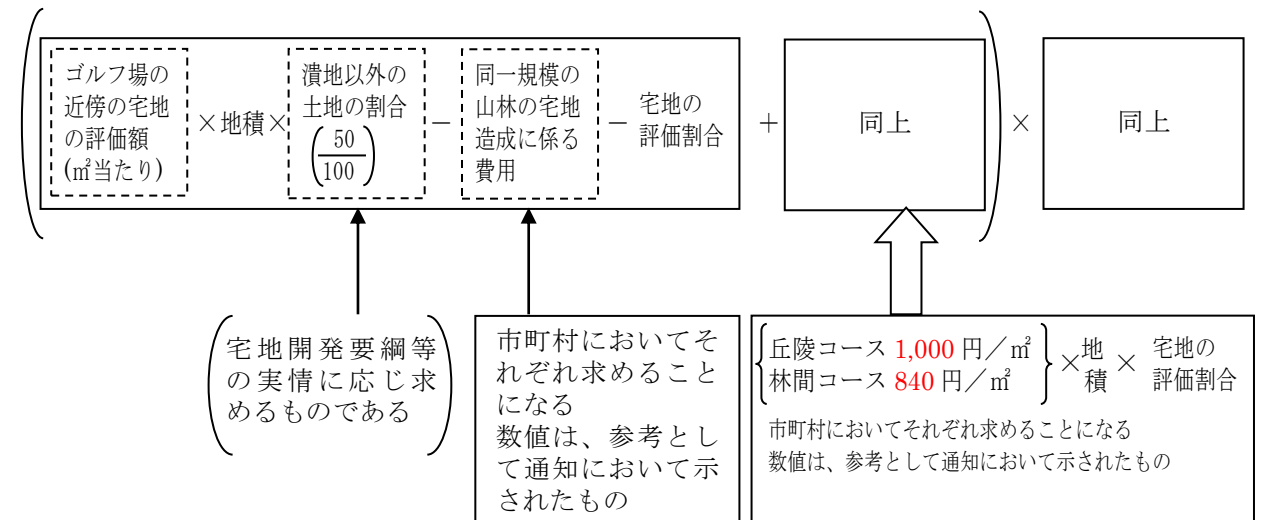 ゴルフ場の
近傍の宅地
の評価額
(㎡当たり)
×地積×
潰地以外の
土地の割合
50
100
－
同一規模の
山林の宅地
造成に係る
費用
－
宅地の
評価割合
＋
同上
×
同上
宅地開発要綱等
の実情に応じ求
めるものである
市町村においてそ
れぞれ求めること
になる
数値は、参考とし
て通知において示
されたもの
丘陵コース 1,000 円／㎡
林間コース 840 円／㎡
×地積×
宅地の
評価割合
市町村においてそれぞれ求めることになる
数値は、参考として通知において示されたもの